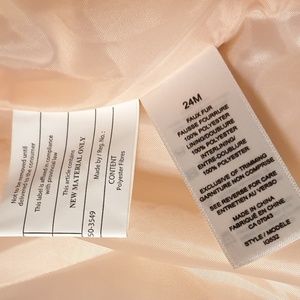 Not to be removed until
delivered to the consumer
This label is affixed in compliance
with provincial law
This article contains
NEW MATERIAL ONLY
Made by / Reg. No.:
50-3549
CONTENT
Polyester Fibres
24M
FAUX FUR
FAUSSE FOURRURE
100% POLYESTER
LINING/DOUBLURE
100% POLYESTER
INTERLINING/
ENTRE-DOUBLURE
100% POLYESTER
EXCLUSIVE OF TRIMMING
GARNITURE NON COMPTISE
SEE REVERSE FOR CARE
ENTRETIEN AU VERSO
MADE IN CHINA
FABRIQUÉ EN CHINE
CA 07043
STYLE / MODÈLE